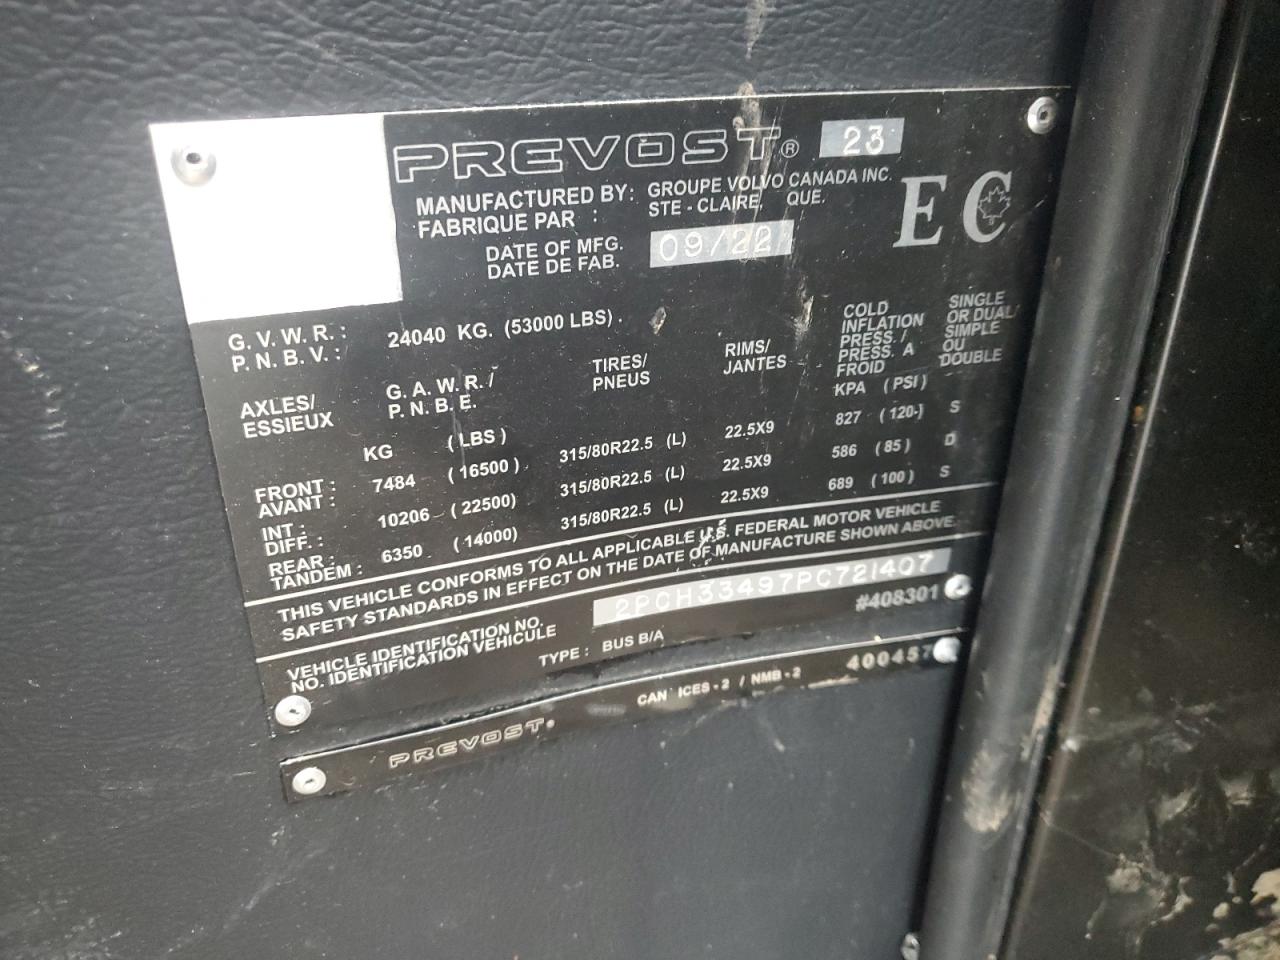 PREVOST® 23
MANUFACTURED BY: GROUPE VOLVO CANADA INC.
FABRIQUE PAR : STE - CLAIRE, QUE.
EC
DATE OF MFG. 09/22
DATE DE FAB.
G. V. W. R. : 24040 KG. (53000 LBS).
P. N. B. V. :
AXLES/ G. A. W. R. / TIRES/ RIMS/ COLD INFLATION PRESS. / SINGLE OR DUAL/
ESSIEUX P. N. B. E. PNEUS JANTES PRESS. A FROID SIMPLE OU DOUBLE
KG (LBS) KPA (PSI)
FRONT : 7484 (16500) 315/80R22.5 (L) 22.5X9 827 (120-) S
AVANT :
INT : 10206 (22500) 315/80R22.5 (L) 22.5X9 586 (85) D
DIFF. :
REAR : 6350 (14000) 315/80R22.5 (L) 22.5X9 689 (100) S
TANDEM :
THIS VEHICLE CONFORMS TO ALL APPLICABLE U.S. FEDERAL MOTOR VEHICLE
SAFETY STANDARDS IN EFFECT ON THE DATE OF MANUFACTURE SHOWN ABOVE.
VEHICLE IDENTIFICATION NO. 2PCH33497PC721407
NO. IDENTIFICATION VEHICULE
TYPE : BUS B/A #408301
PREVOST. CAN ICES-2 / NMB-2